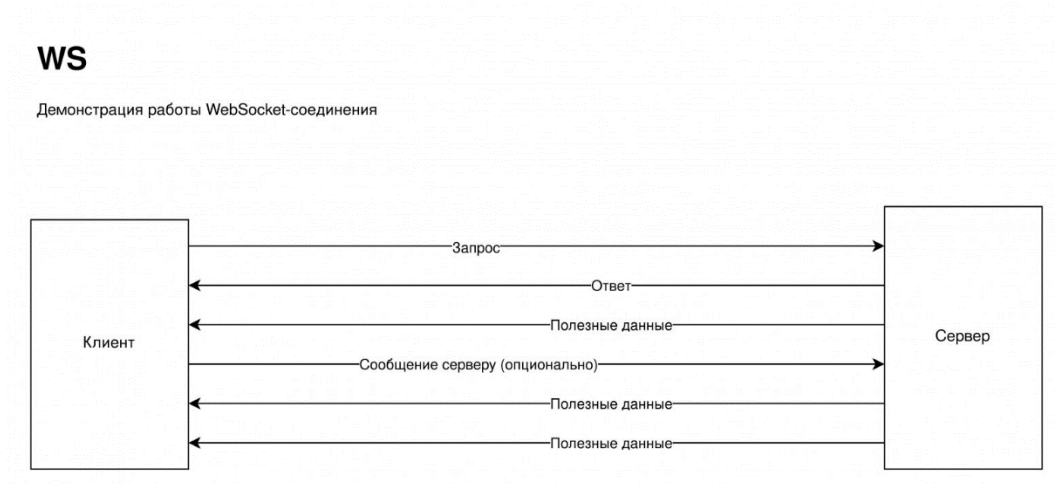 WS
Демонстрация работы WebSocket-соединения
Запрос
Ответ
Полезные данные
Клиент
Сервер
Сообщение серверу (опционально)
Полезные данные
Полезные данные